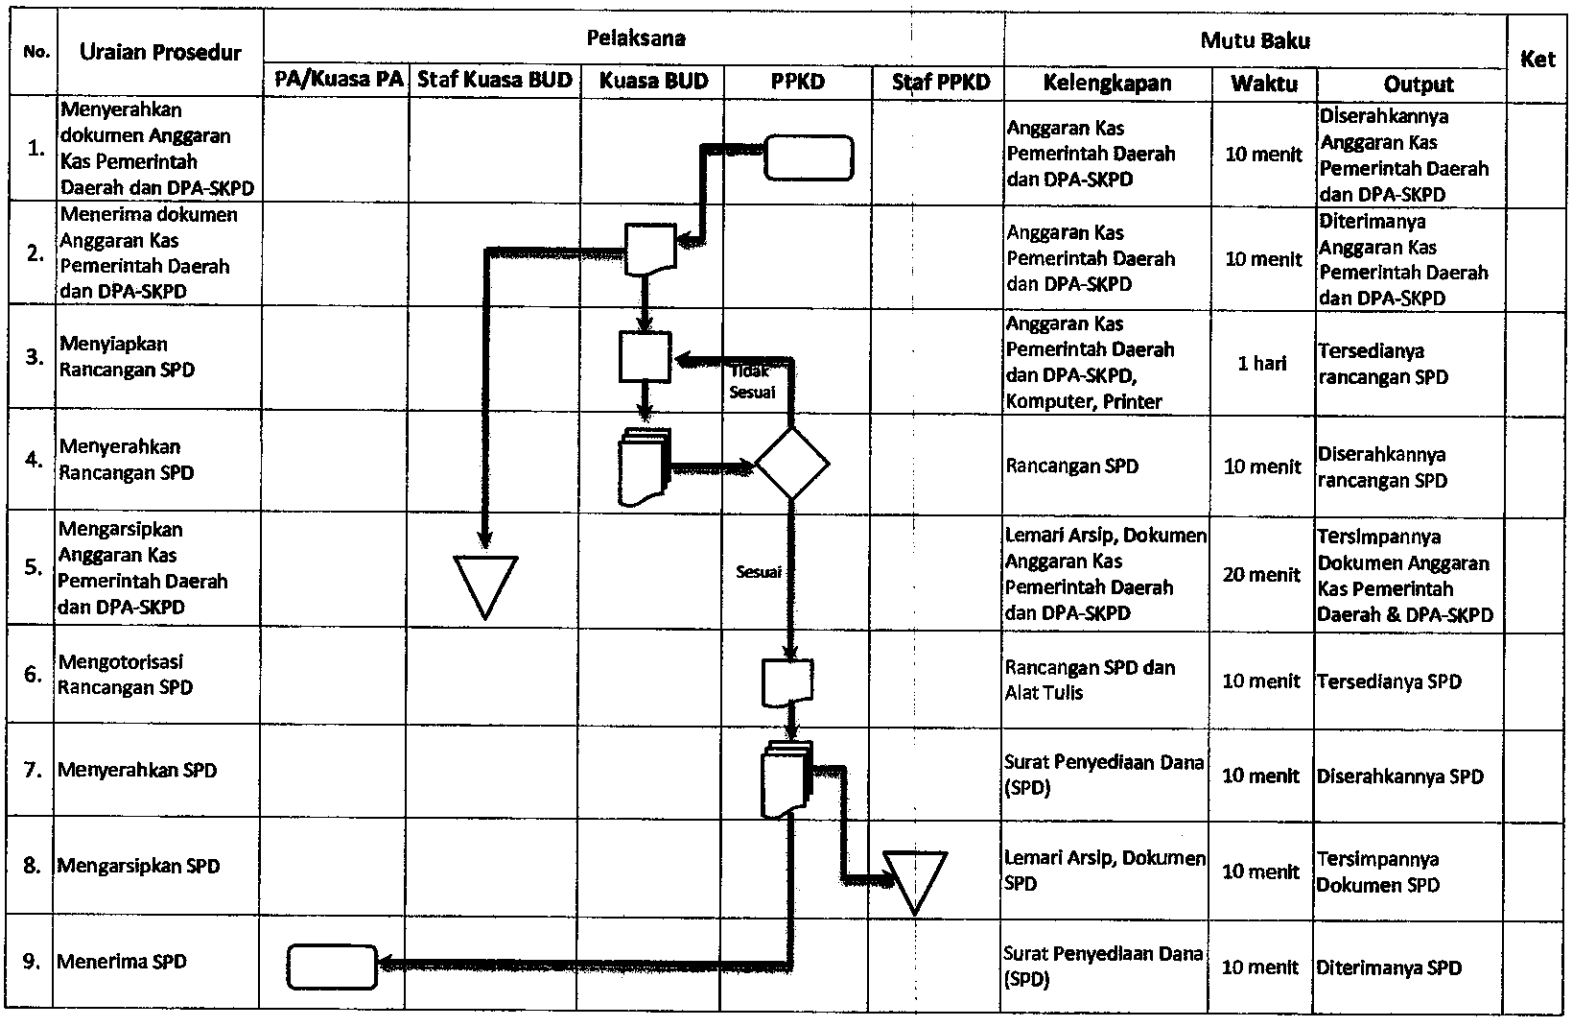 No.
Uraian Prosedur
Pelaksana
Mutu Baku
Ket
PA/Kuasa PA
Staf Kuasa BUD
Kuasa BUD
PPKD
Staf PPKD
Kelengkapan
Waktu
Output
1.
Menyerahkan
dokumen Anggaran
Kas Pemerintah
Daerah dan DPA-SKPD
Anggaran Kas
Pemerintah Daerah
dan DPA-SKPD
10 menit
Diserahkannya
Anggaran Kas
Pemerintah Daerah
dan DPA-SKPD
2.
Menerima dokumen
Anggaran Kas
Pemerintah Daerah
dan DPA-SKPD
Anggaran Kas
Pemerintah Daerah
dan DPA-SKPD
10 menit
Diterimanya
Anggaran Kas
Pemerintah Daerah
dan DPA-SKPD
3.
Menyiapkan
Rancangan SPD
Tidak
Sesuai
Anggaran Kas
Pemerintah Daerah
dan DPA-SKPD,
Komputer, Printer
1 hari
Tersedianya
rancangan SPD
4.
Menyerahkan
Rancangan SPD
Rancangan SPD
10 menit
Diserahkannya
rancangan SPD
5.
Mengarsipkan
Anggaran Kas
Pemerintah Daerah
dan DPA-SKPD
Sesuai
Lemari Arsip, Dokumen
Anggaran Kas
Pemerintah Daerah
dan DPA-SKPD
20 menit
Tersimpannya
Dokumen Anggaran
Kas Pemerintah
Daerah & DPA-SKPD
6.
Mengotorisasi
Rancangan SPD
Rancangan SPD dan
Alat Tulis
10 menit
Tersedianya SPD
7.
Menyerahkan SPD
Surat Penyediaan Dana
(SPD)
10 menit
Diserahkannya SPD
8.
Mengarsipkan SPD
Lemari Arsip, Dokumen
SPD
10 menit
Tersimpannya
Dokumen SPD
9.
Menerima SPD
Surat Penyediaan Dana
(SPD)
10 menit
Diterimanya SPD